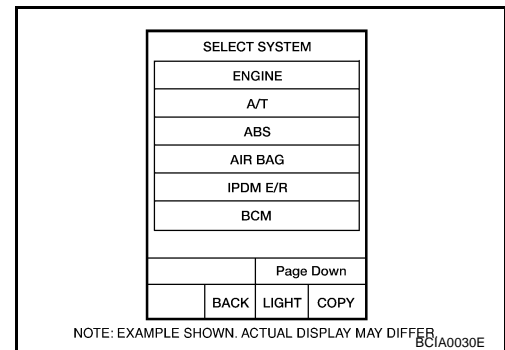 SELECT SYSTEM
ENGINE
A/T
ABS
AIR BAG
IPDM E/R
BCM
Page Down
BACK LIGHT COPY
NOTE: EXAMPLE SHOWN. ACTUAL DISPLAY MAY DIFFER.
BCIA0030E